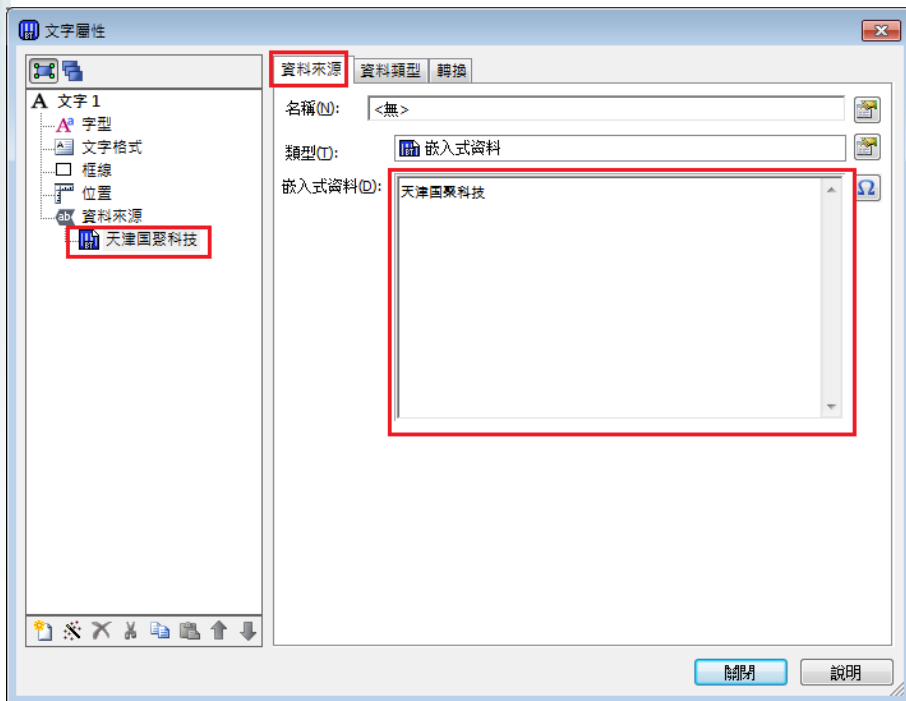 文字屬性
資料來源 資料類型 轉換
A 文字 1
字型
文字格式
框線
位置
資料來源
天津国聚科技
名稱(N): <無>
類型(T): 嵌入式資料
嵌入式資料(D): 天津国聚科技
Ω
關閉 說明